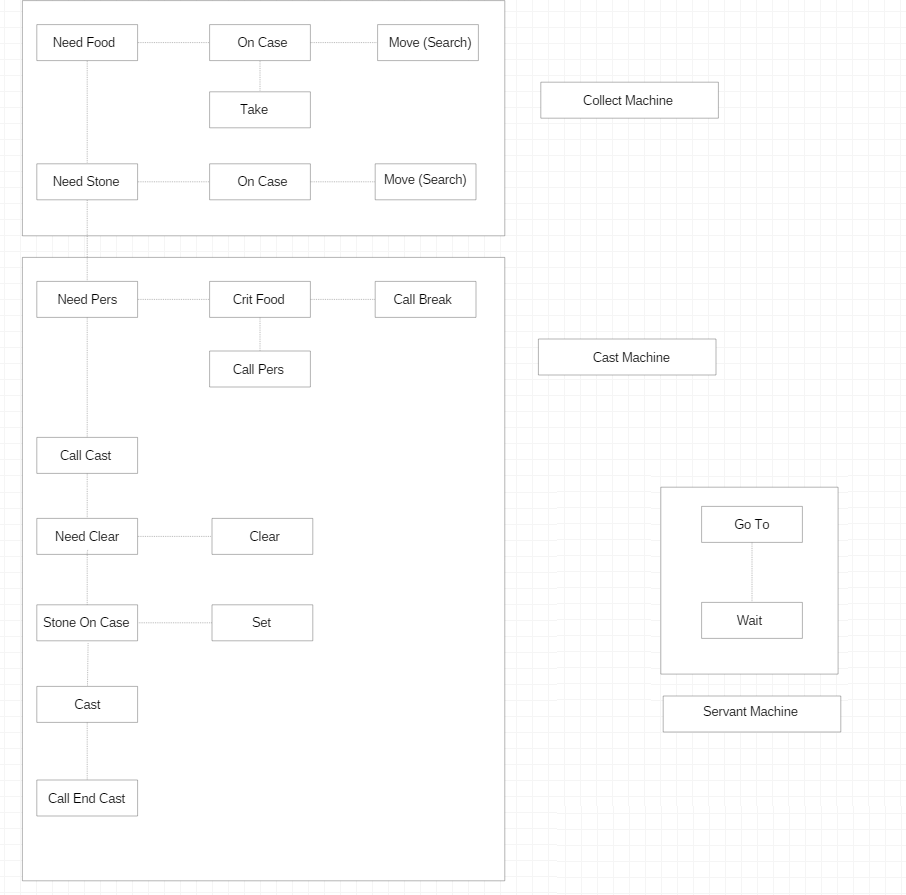 Need Food
On Case
Move (Search)
Take
Collect Machine
Need Stone
On Case
Move (Search)
Need Pers
Crit Food
Call Break
Call Pers
Cast Machine
Call Cast
Need Clear
Clear
Go To
Stone On Case
Set
Wait
Cast
Servant Machine
Call End Cast